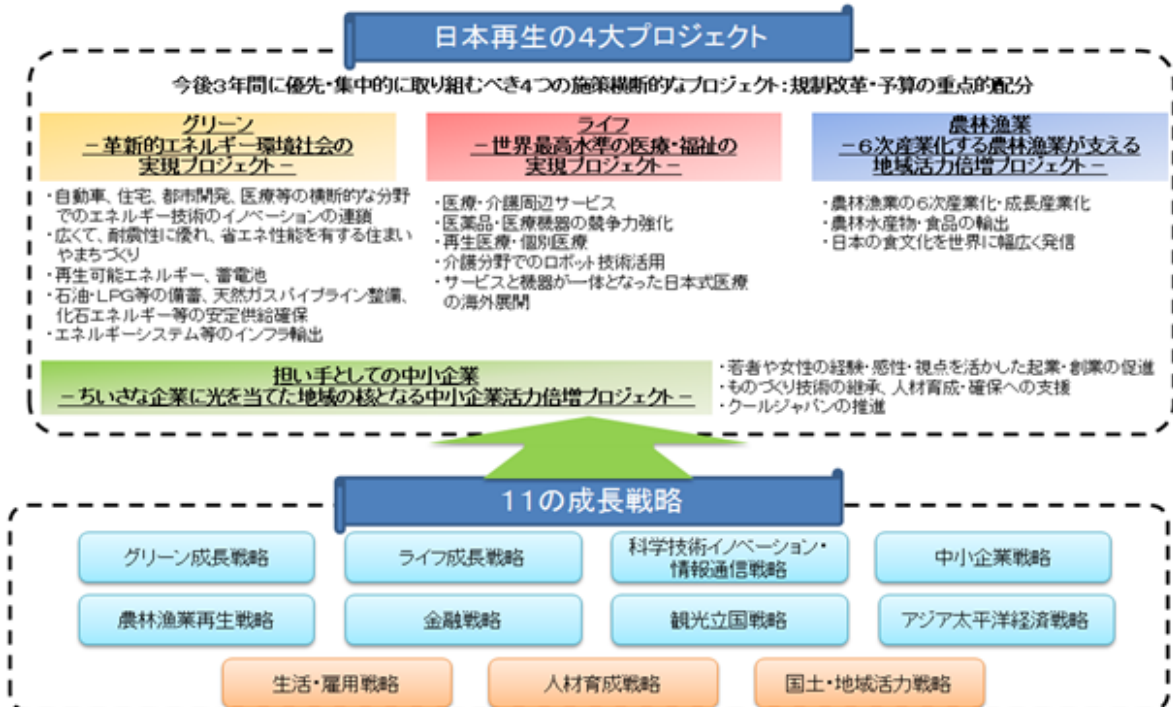 日本再生の4大プロジェクト
今後3年間に優先・集中的に取り組むべき4つの施策横断的なプロジェクト:規制改革・予算の重点的配分
グリーン
－革新的エネルギー環境社会の
実現プロジェクト－
・自動車、住宅、都市開発、医療等の横断的な分野
でのエネルギー技術のイノベーションの連鎖
・広くて、耐震性に優れ、省エネ性能を有する住まい
やまちづくり
・再生可能エネルギー、蓄電池
・石油・LPG等の備蓄、天然ガスパイプライン整備、
化石エネルギー等の安定供給確保
・エネルギーシステム等のインフラ輸出
ライフ
－世界最高水準の医療・福祉の
実現プロジェクト－
・医療・介護周辺サービス
・医薬品・医療機器の競争力強化
・再生医療・個別医療
・介護分野でのロボット技術活用
・サービスと機器が一体となった日本式医療
の海外展開
農林漁業
－6次産業化する農林漁業が支える
地域活力倍増プロジェクト－
・農林漁業の6次産業化・成長産業化
・農林水産物・食品の輸出
・日本の食文化を世界に幅広く発信
担い手としての中小企業
－ちいさな企業に光を当てた地域の核となる中小企業活力倍増プロジェクト－
・若者や女性の経験・感性・視点を活かした起業・創業の促進
・ものづくり技術の継承、人材育成・確保への支援
・クールジャパンの推進
11の成長戦略
グリーン成長戦略
ライフ成長戦略
科学技術イノベーション・
情報通信戦略
中小企業戦略
農林漁業再生戦略
金融戦略
観光立国戦略
アジア太平洋経済戦略
生活・雇用戦略
人材育成戦略
国土・地域活力戦略